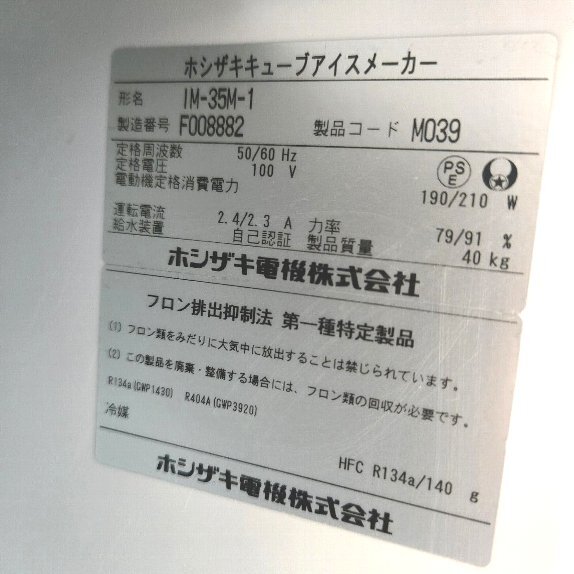 ホシザキキューブアイスメーカー
形名 IM-35M-1
製造番号 F008882 製品コード M039
定格周波数 50/60 Hz
定格電圧 100 V
電動機定格消費電力 190/210 W
PSE
運転電流 2.4/2.3 A 力率 79/91 %
給水装置 自己認証 製品質量 40 kg
ホシザキ電機株式会社
フロン排出抑制法 第一種特定製品
(1) フロン類をみだりに大気中に放出することは禁じられています。
(2) この製品を廃棄・整備する場合には、フロン類の回収が必要です。
R134a(GWP1430) R404A(GWP3920)
冷媒 HFC R134a/140 g
ホシザキ電機株式会社